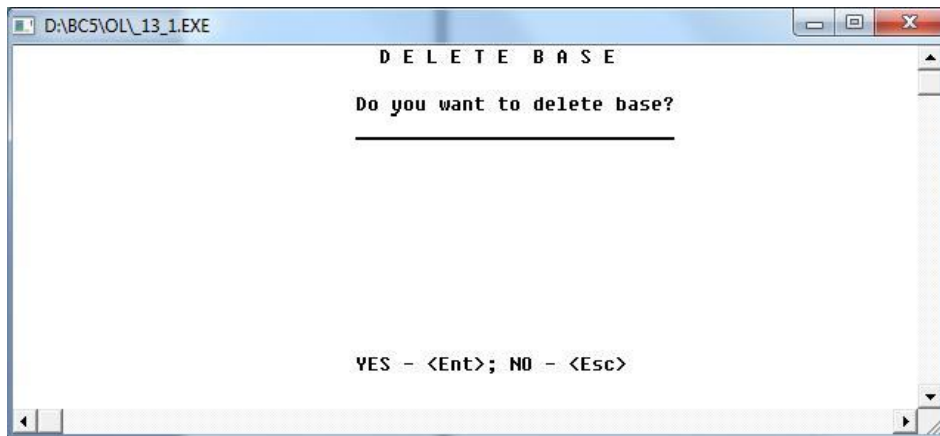 D:\BC5\OL\_13_1.EXE
D E L E T E  B A S E
Do you want to delete base?
YES - <Ent>; NO - <Esc>